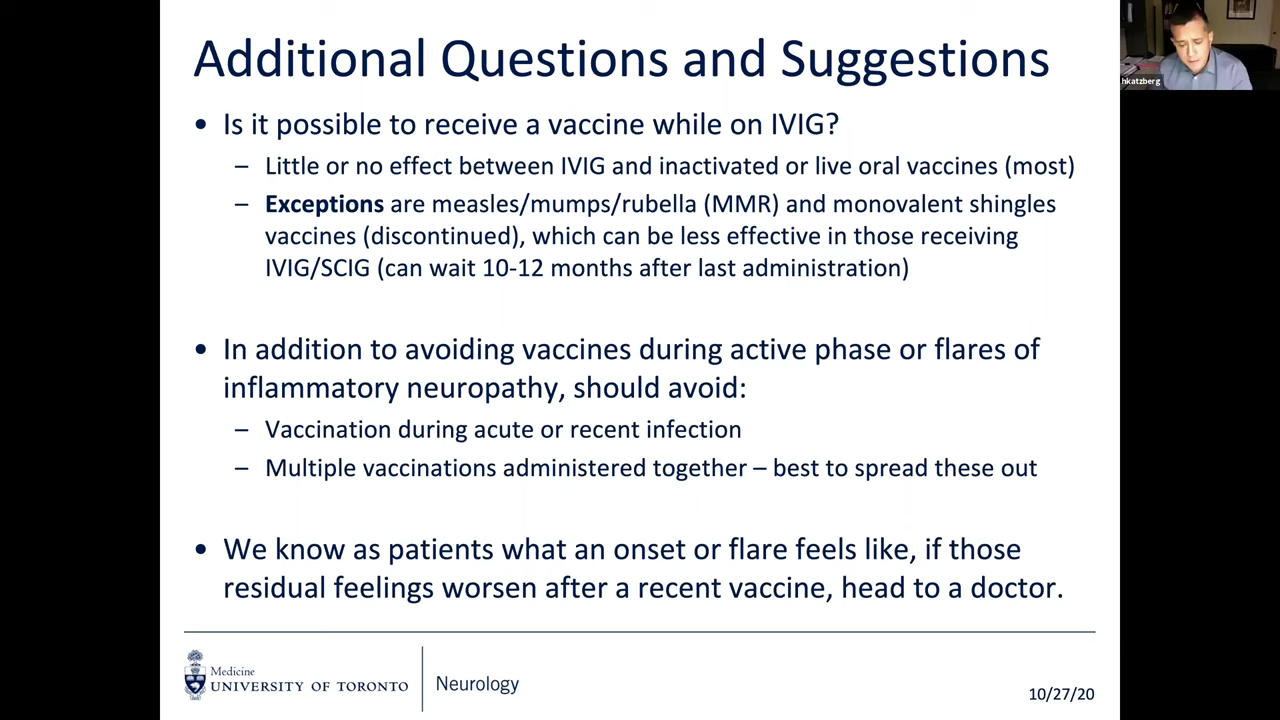 Additional Questions and Suggestions
hkatzberg
• Is it possible to receive a vaccine while on IVIG?
– Little or no effect between IVIG and inactivated or live oral vaccines (most)
– Exceptions are measles/mumps/rubella (MMR) and monovalent shingles
vaccines (discontinued), which can be less effective in those receiving
IVIG/SCIG (can wait 10-12 months after last administration)
• In addition to avoiding vaccines during active phase or flares of
inflammatory neuropathy, should avoid:
– Vaccination during acute or recent infection
– Multiple vaccinations administered together – best to spread these out
• We know as patients what an onset or flare feels like, if those
residual feelings worsen after a recent vaccine, head to a doctor.
Medicine
UNIVERSITY OF TORONTO
Neurology
10/27/20